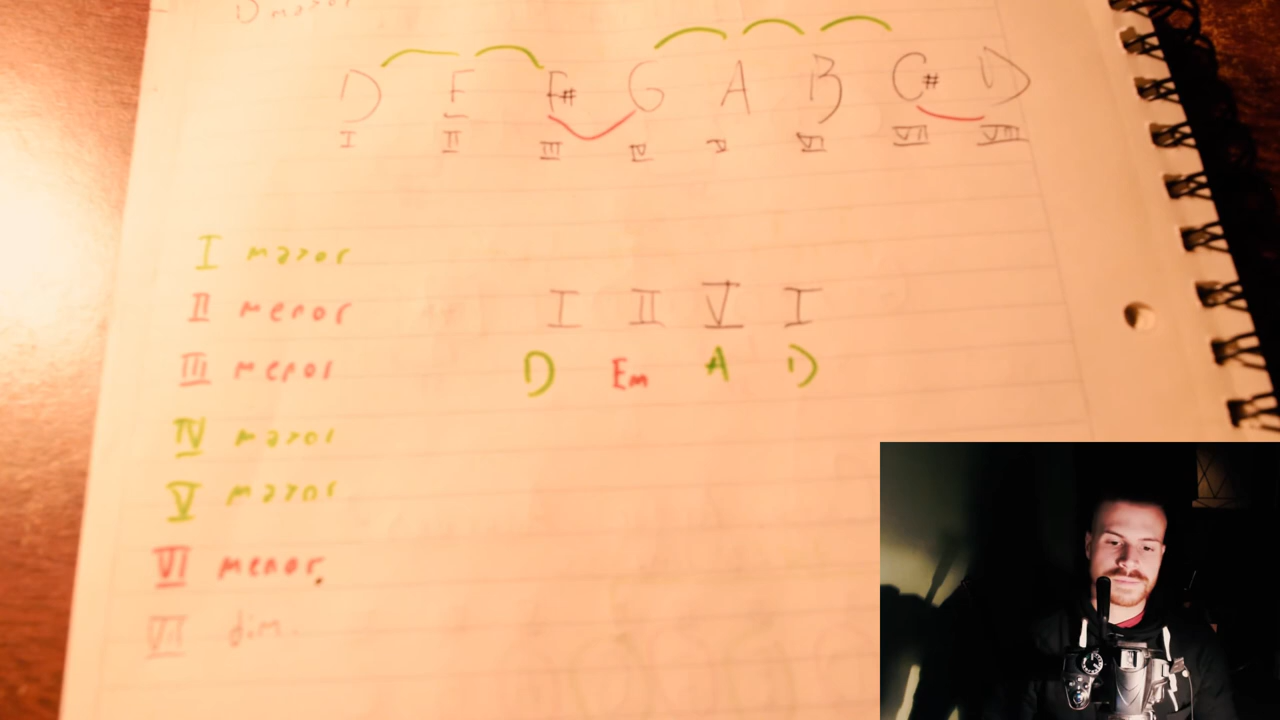 D mayor
D E F# G A B C# D
I II III IV V VI VII VIII
I mayor
II menor
I II V I
III menor
D Em A D
IV mayor
V mayor
VI menor
VII dim.